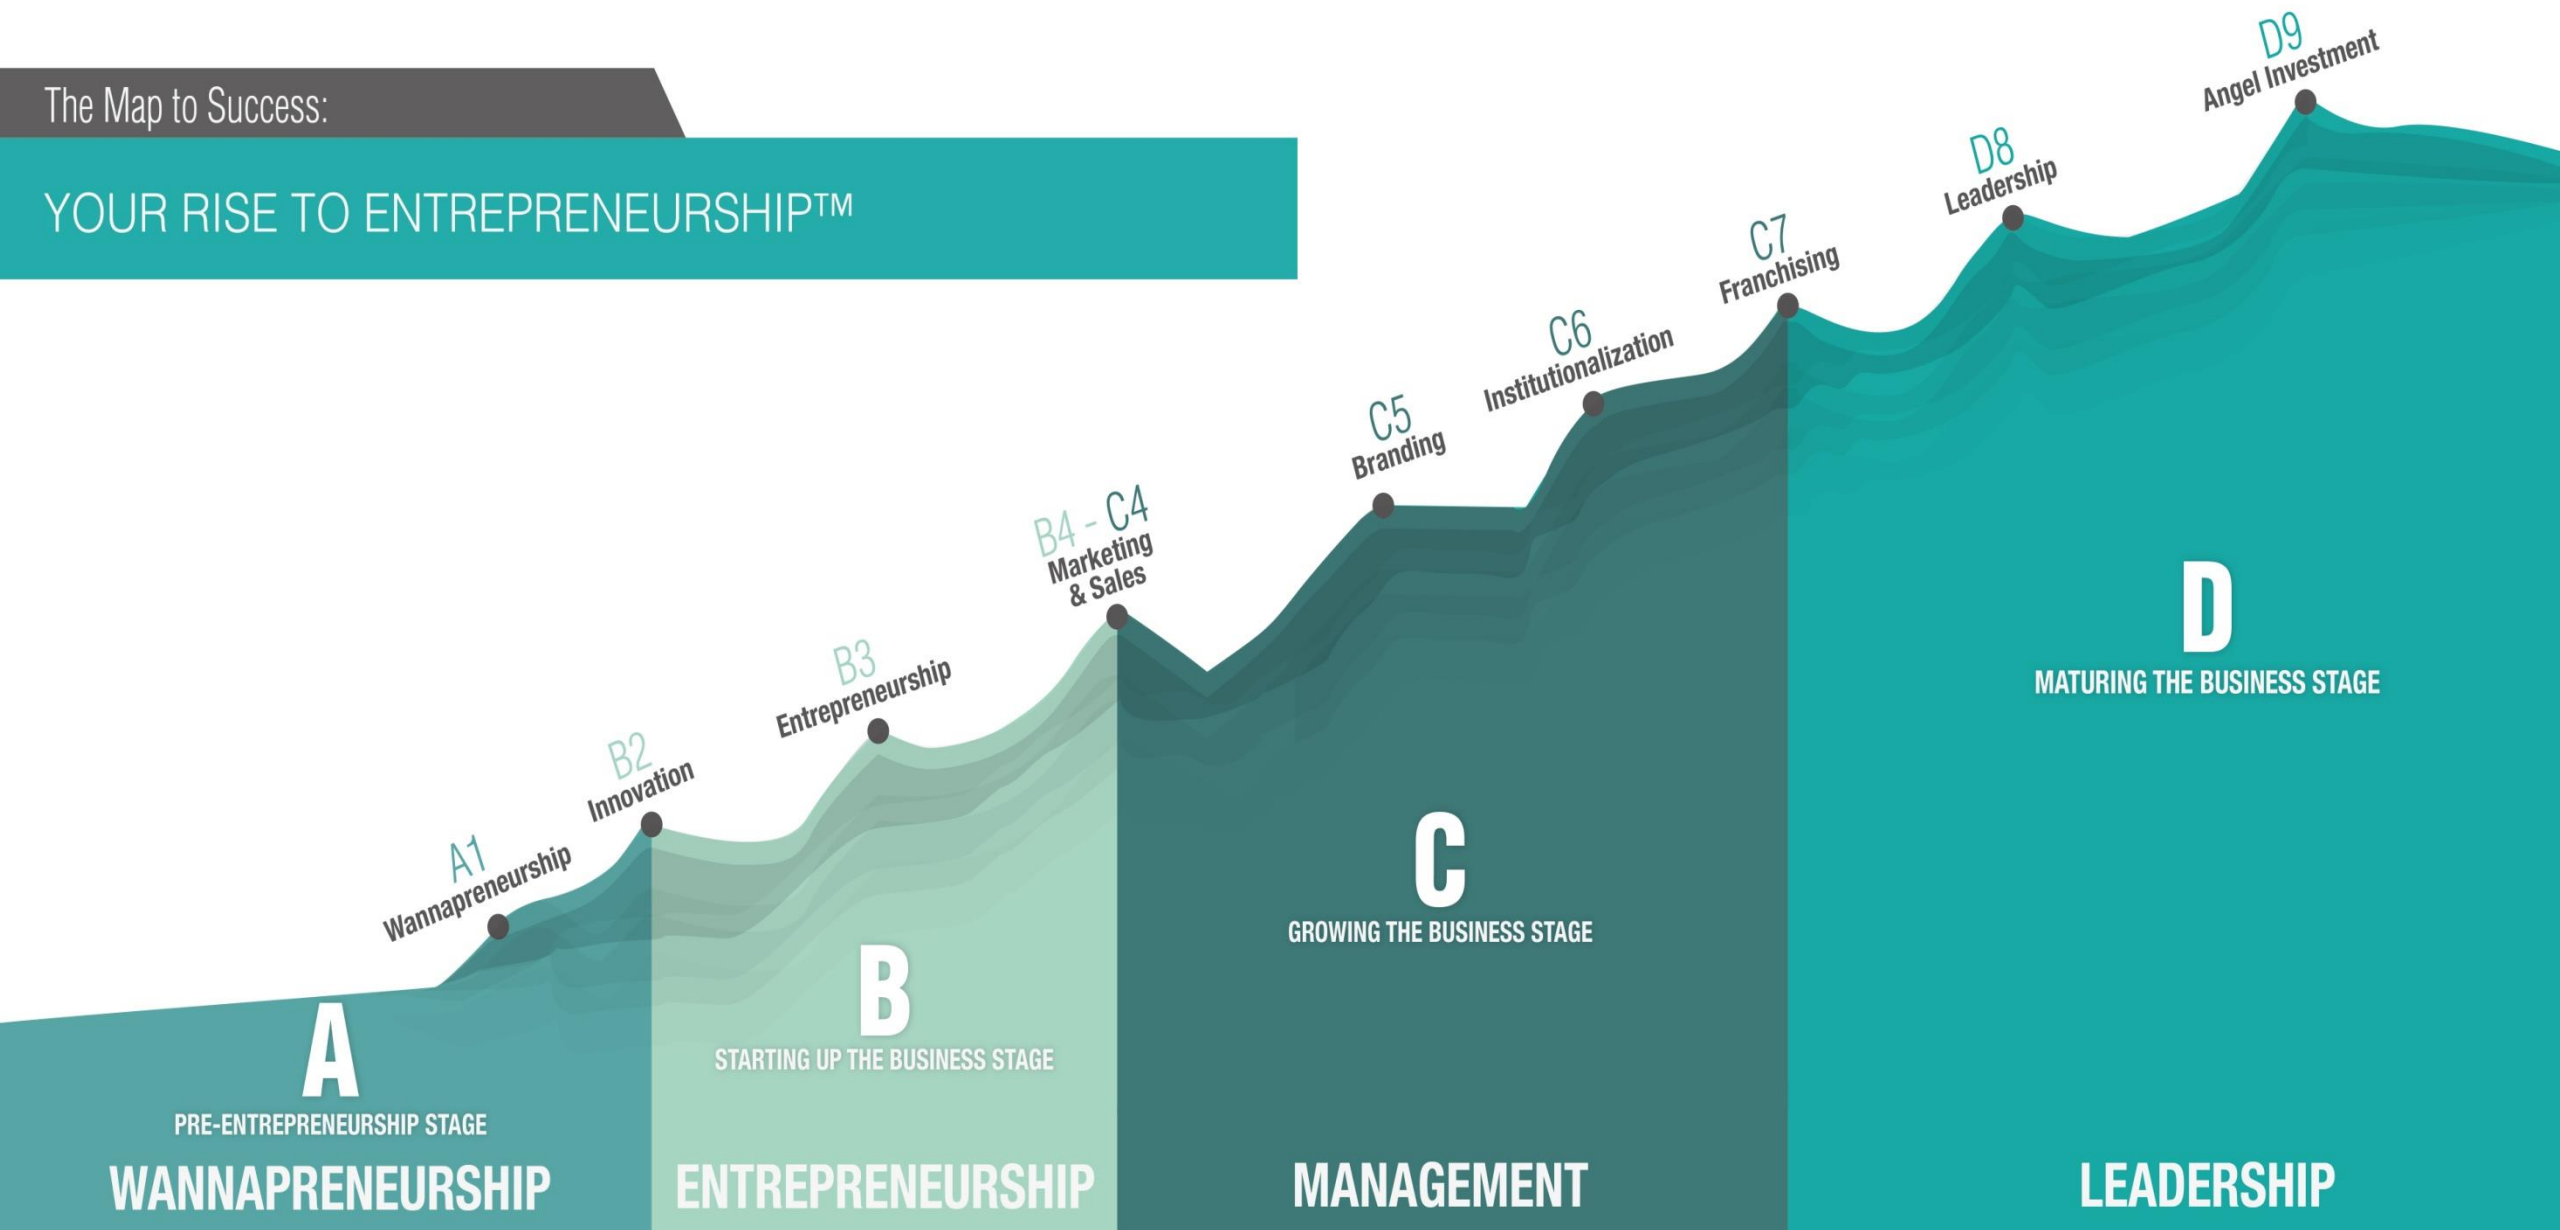 The Map to Success:
YOUR RISE TO ENTREPRENEURSHIP™
A1
Wannapreneurship
B2
Innovation
B3
Entrepreneurship
B4 - C4
Marketing
& Sales
C5
Branding
C6
Institutionalization
C7
Franchising
D8
Leadership
D9
Angel Investment
A
PRE-ENTREPRENEURSHIP STAGE
WANNAPRENEURSHIP
B
STARTING UP THE BUSINESS STAGE
ENTREPRENEURSHIP
C
GROWING THE BUSINESS STAGE
MANAGEMENT
D
MATURING THE BUSINESS STAGE
LEADERSHIP